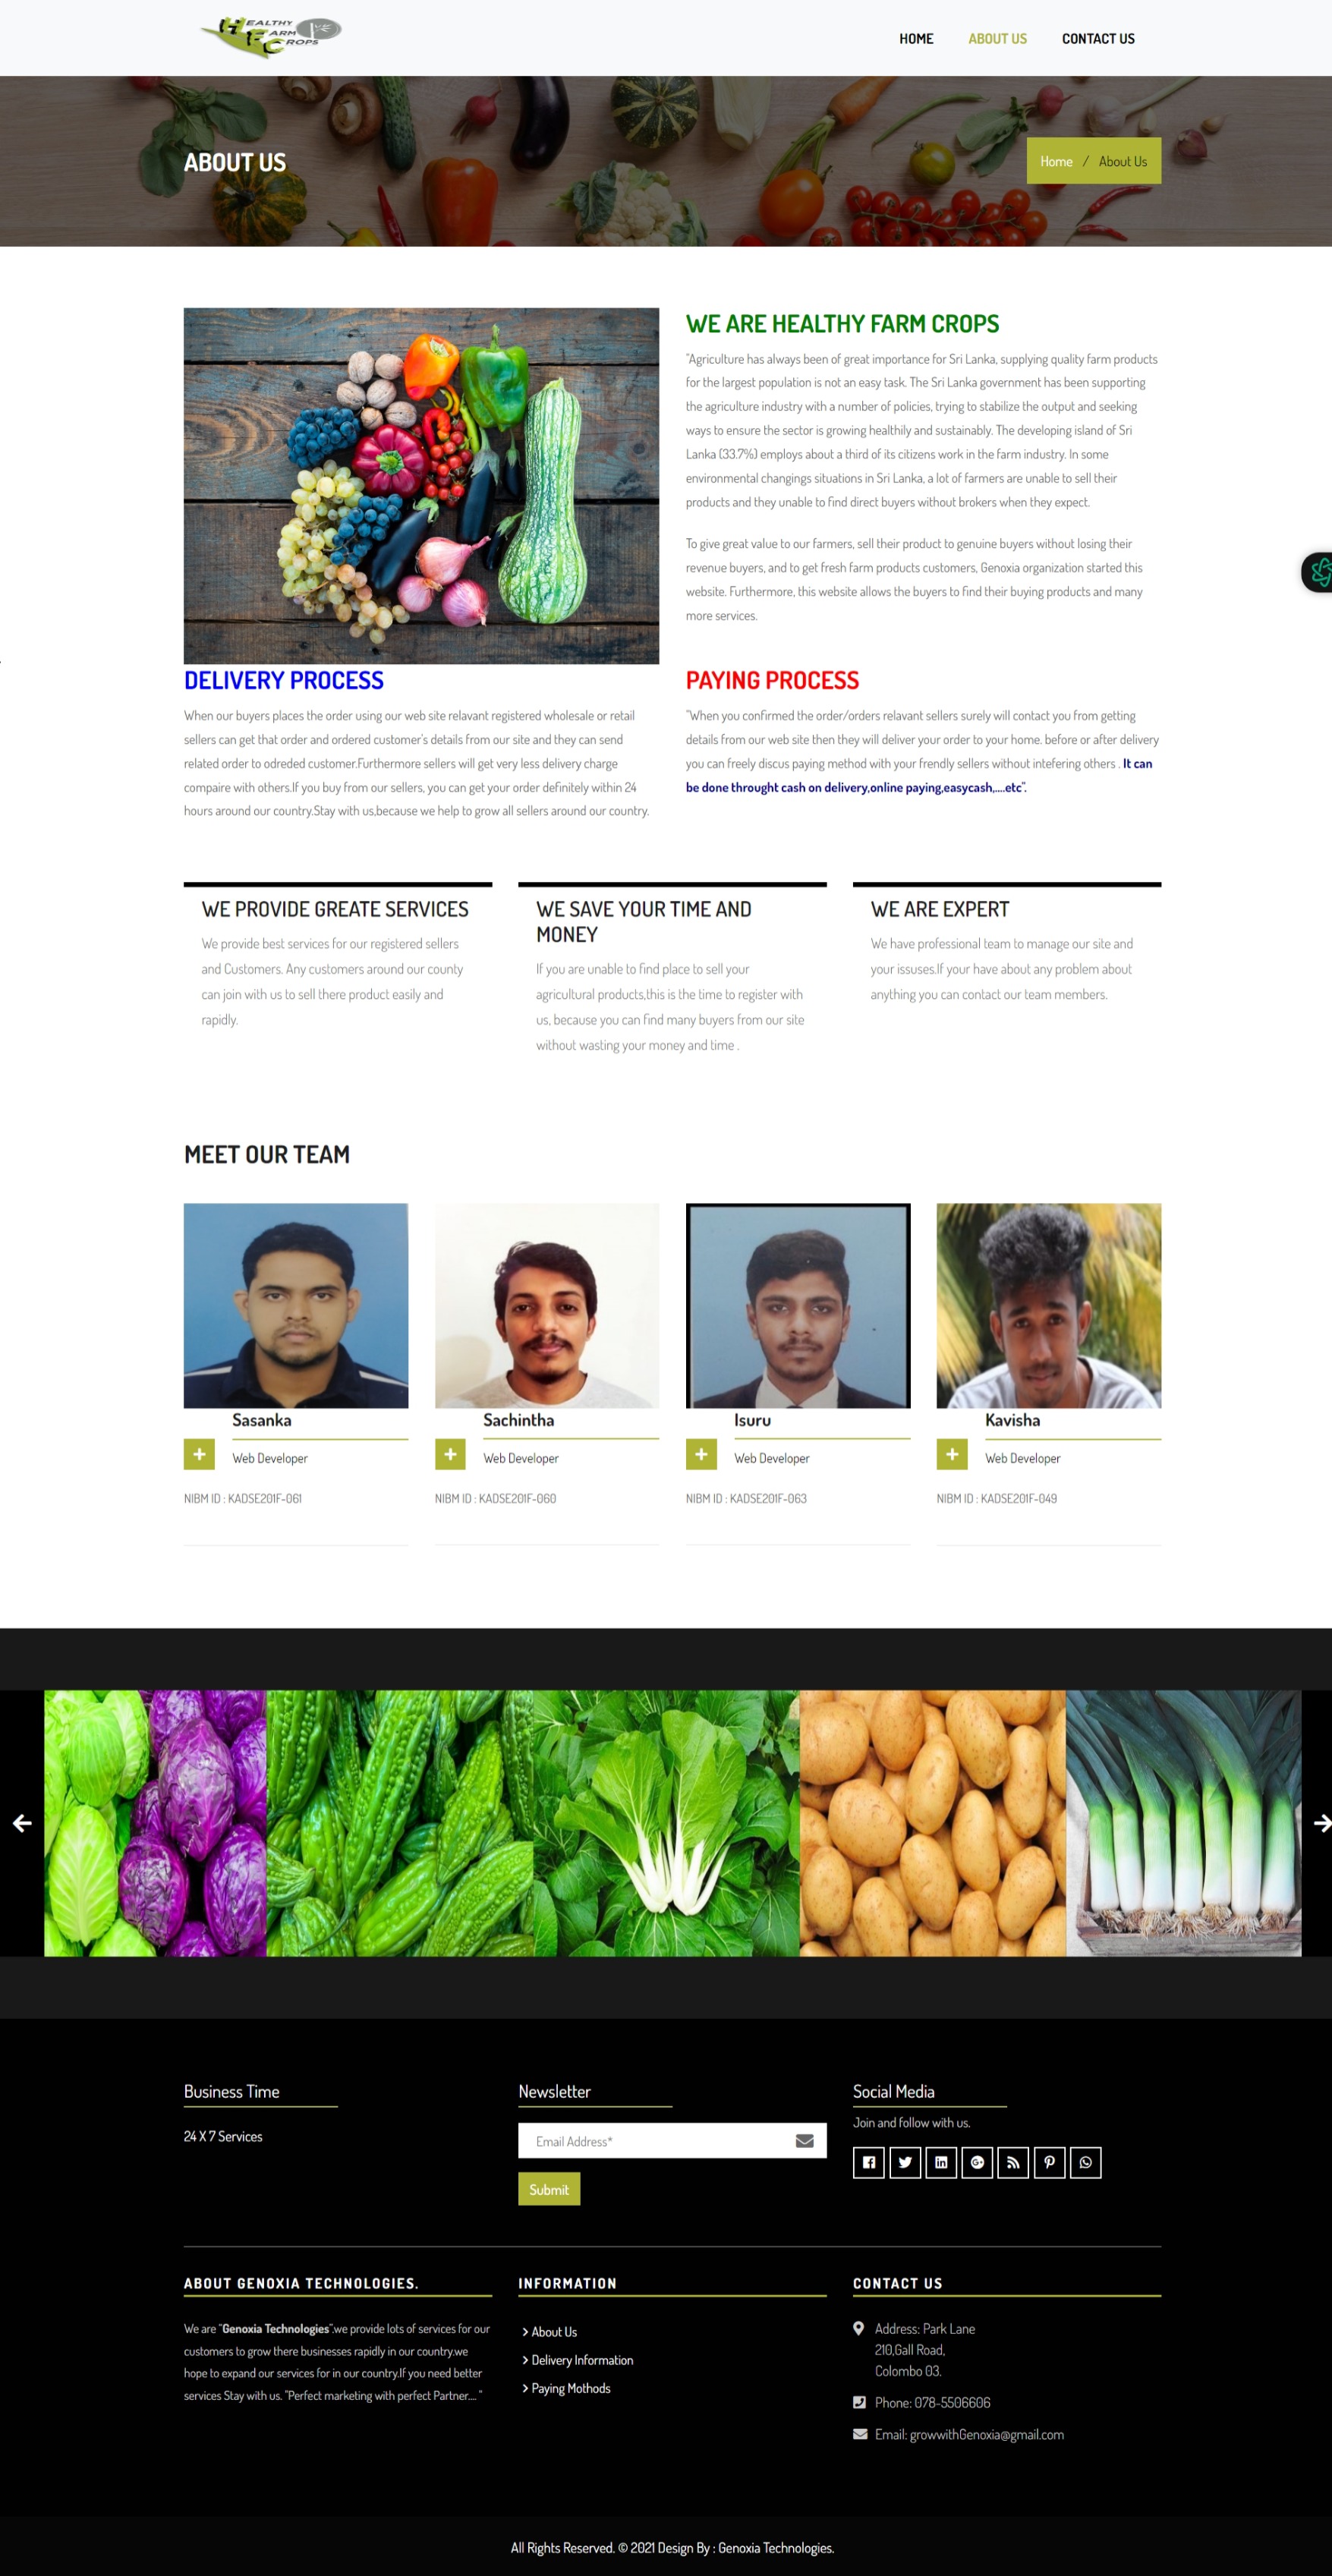 HEALTHY
FARM
CROPS
HOME
ABOUT US
CONTACT US
ABOUT US
Home / About Us
WE ARE HEALTHY FARM CROPS
"Agriculture has always been of great importance for Sri Lanka, supplying quality farm products
for the largest population is not an easy task. The Sri Lanka government has been supporting
the agriculture industry with a number of policies, trying to stabilize the output and seeking
ways to ensure the sector is growing healthily and sustainably. The developing island of Sri
Lanka (33.7%) employs about a third of its citizens work in the farm industry. In some
environmental changings situations in Sri Lanka, a lot of farmers are unable to sell their
products and they unable to find direct buyers without brokers when they expect.
To give great value to our farmers, sell their product to genuine buyers without losing their
revenue buyers, and to get fresh farm products customers, Genoxia organization started this
website. Furthermore, this website allows the buyers to find their buying products and many
more services.
DELIVERY PROCESS
When our buyers places the order using our web site relavant registered wholesale or retail
sellers can get that order and ordered customer's details from our site and they can send
related order to odreded customer.Furthermore sellers will get very less delivery charge
compaire with others.If you buy from our sellers, you can get your order definitely within 24
hours around our country.Stay with us,because we help to grow all sellers around our country.
PAYING PROCESS
"When you confirmed the order/orders relavant sellers surely will contact you from getting
details from our web site then they will deliver your order to your home. before or after delivery
you can freely discus paying method with your frendly sellers without intefering others . It can
be done throught cash on delivery,online paying,easycash,....etc".
WE PROVIDE GREATE SERVICES
We provide best services for our registered sellers
and Customers. Any customers around our county
can join with us to sell there product easily and
rapidly.
WE SAVE YOUR TIME AND
MONEY
If you are unable to find place to sell your
agricultural products,this is the time to register with
us, because you can find many buyers from our site
without wasting your money and time .
WE ARE EXPERT
We have professional team to manage our site and
your issuses.If your have about any problem about
anything you can contact our team members.
MEET OUR TEAM
Sasanka
Web Developer
NIBM ID : KADSE201F-061
Sachintha
Web Developer
NIBM ID : KADSE201F-060
Isuru
Web Developer
NIBM ID : KADSE201F-063
Kavisha
Web Developer
NIBM ID : KADSE201F-049
Business Time
24 X 7 Services
Newsletter
Email Address*
Submit
Social Media
Join and follow with us.
ABOUT GENOXIA TECHNOLOGIES.
We are "Genoxia Technologies".we provide lots of services for our
customers to grow there businesses rapidly in our country.we
hope to expand our services for in our country.If you need better
services Stay with us. "Perfect marketing with perfect Partner.... "
INFORMATION
About Us
Delivery Information
Paying Mothods
CONTACT US
Address: Park Lane
210,Gall Road,
Colombo 03.
Phone: 078-5506606
Email: growwithGenoxia@gmail.com
All Rights Reserved. © 2021 Design By : Genoxia Technologies.